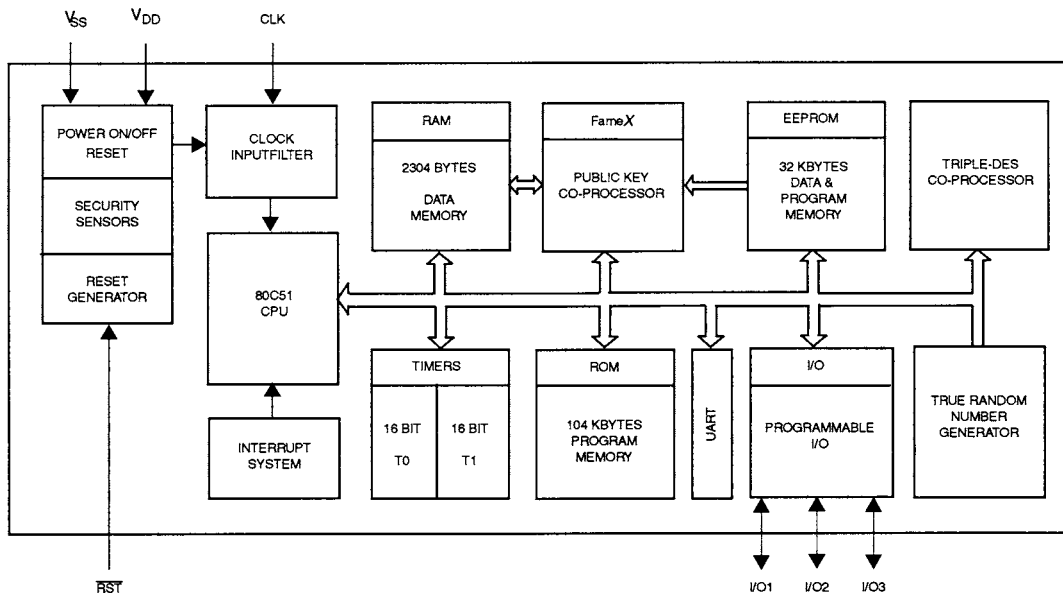 VSS
VDD
CLK
POWER ON/OFF
RESET
SECURITY
SENSORS
RESET
GENERATOR
CLOCK
INPUTFILTER
80C51
CPU
INTERRUPT
SYSTEM
RAM
2304 BYTES
DATA
MEMORY
FameX
PUBLIC KEY
CO-PROCESSOR
EEPROM
32 KBYTES
DATA &
PROGRAM
MEMORY
TRIPLE-DES
CO-PROCESSOR
TIMERS
16 BIT
T0
16 BIT
T1
ROM
104 KBYTES
PROGRAM
MEMORY
UART
I/O
PROGRAMMABLE
I/O
TRUE RANDOM
NUMBER
GENERATOR
RST
I/O1
I/O2
I/O3